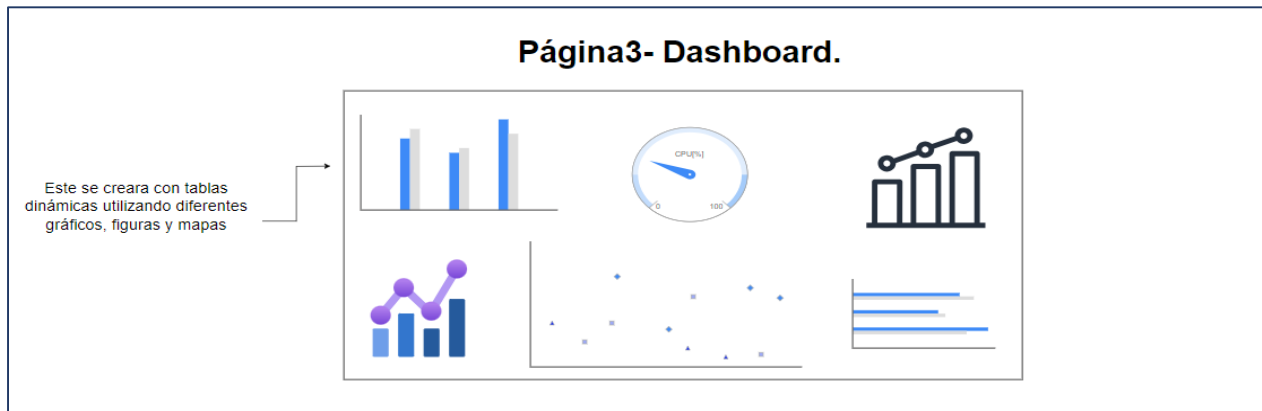 Página3- Dashboard.
CPU[%]
0
100
Este se creara con tablas
dinámicas utilizando diferentes
gráficos, figuras y mapas